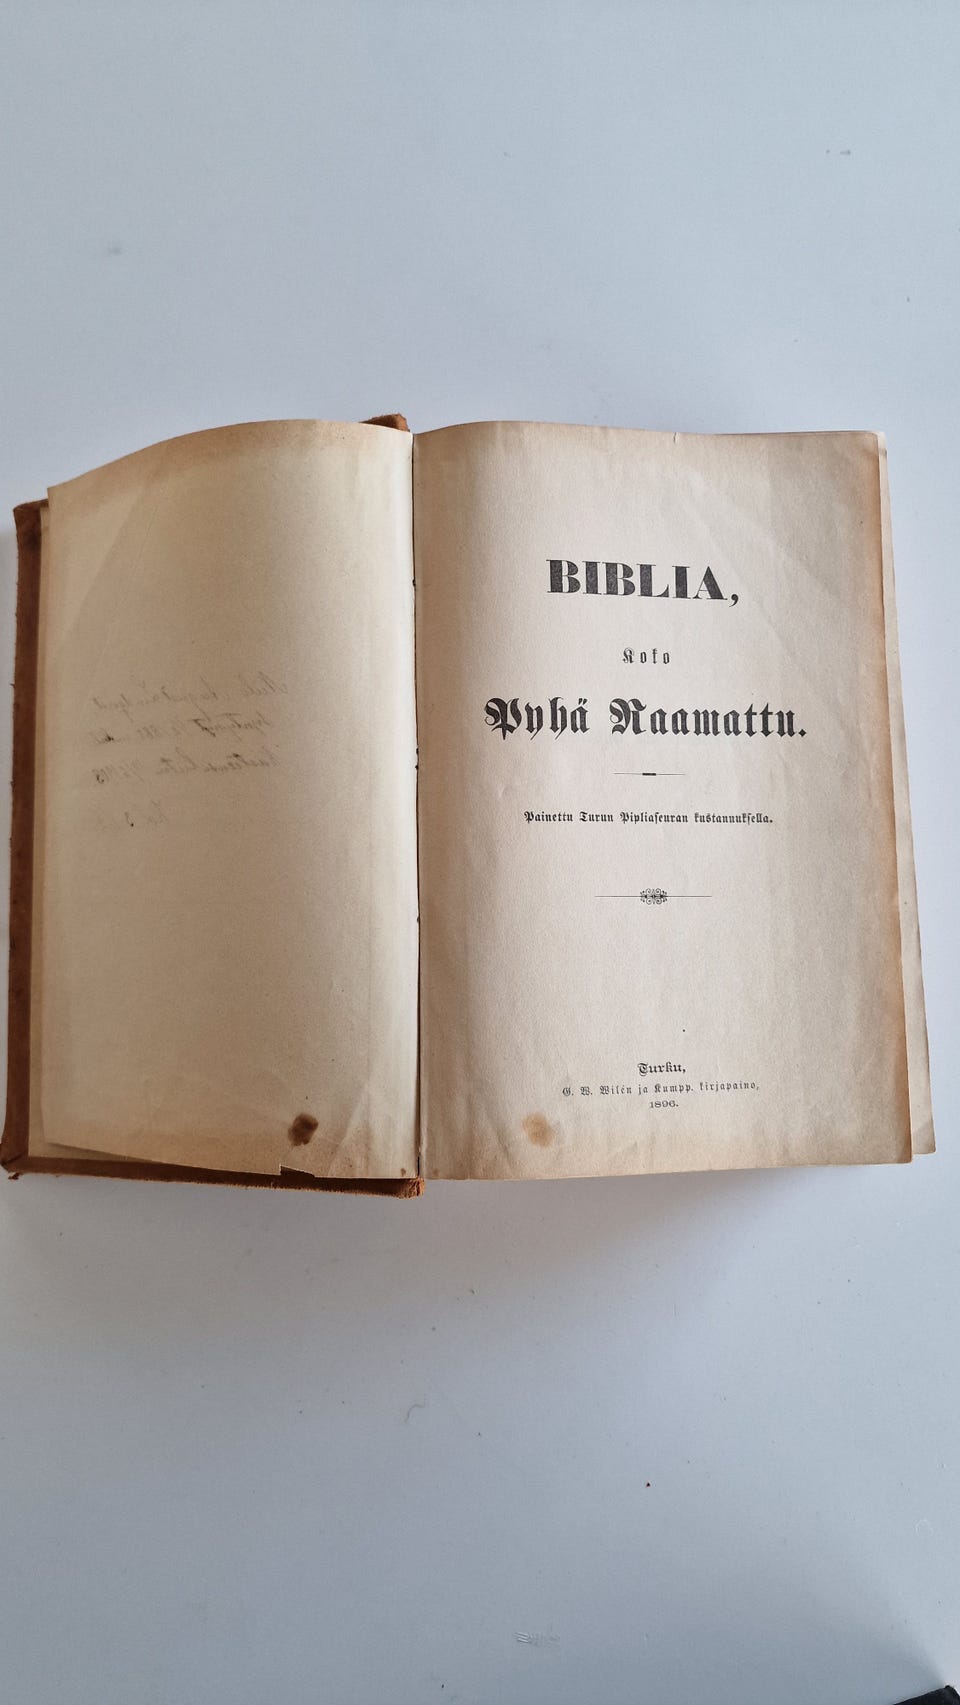 BIBLIA,
Koko
Pyhä Raamattu.
Painettu Turun Pipliaseuran kustannuksella.
Turku,
G. W. Wilén ja Kumpp. kirjapaino,
1896.